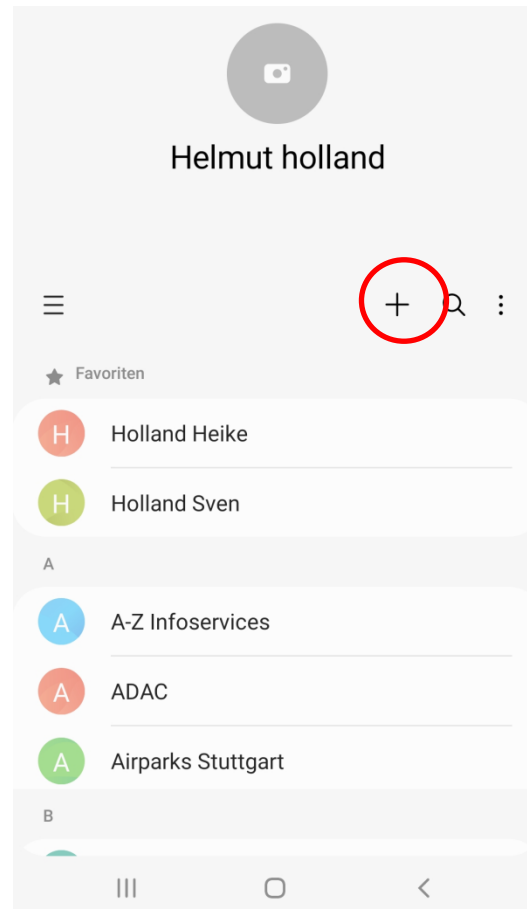 Helmut holland
Favoriten
H Holland Heike
H Holland Sven
A
A A-Z Infoservices
A ADAC
A Airparks Stuttgart
B